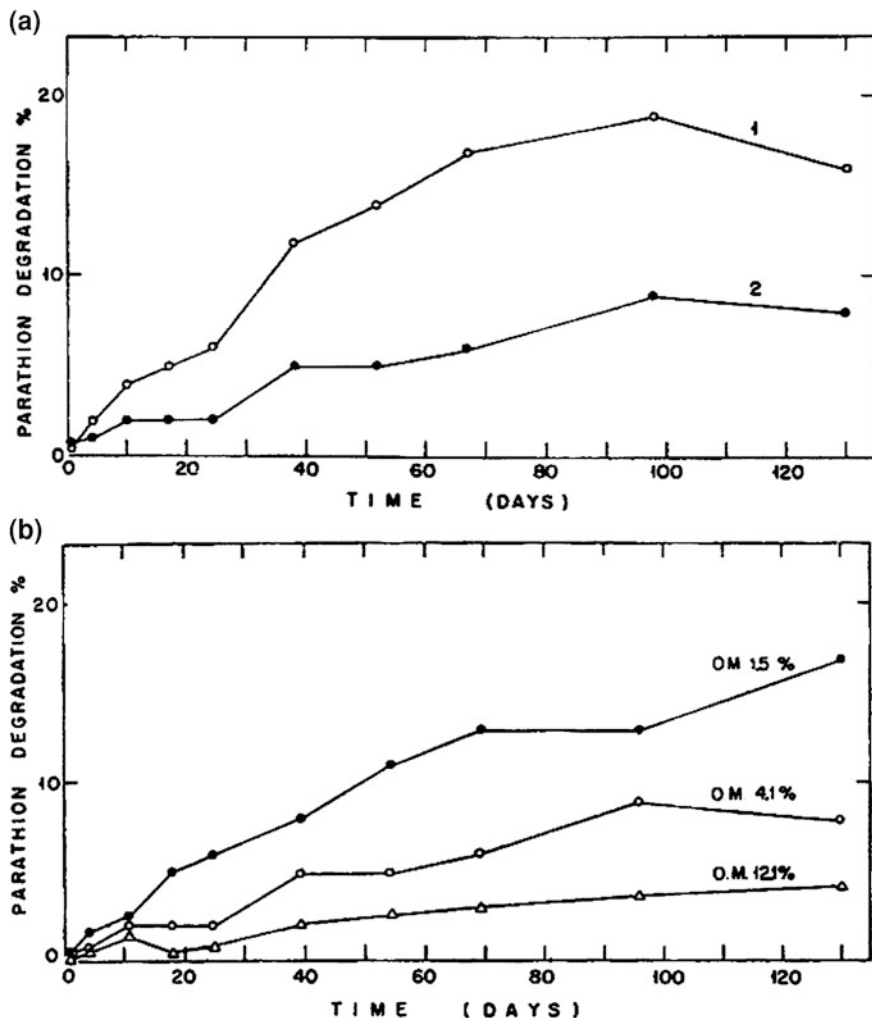 (a)
PARATHION DEGRADATION %
20
10
0
1
2
0 20 40 60 80 100 120
TIME (DAYS)
(b)
PARATHION DEGRADATION %
20
10
0
OM 1,5 %
OM 4,1%
O.M. 12,1%
0 20 40 60 80 100 120
TIME (DAYS)